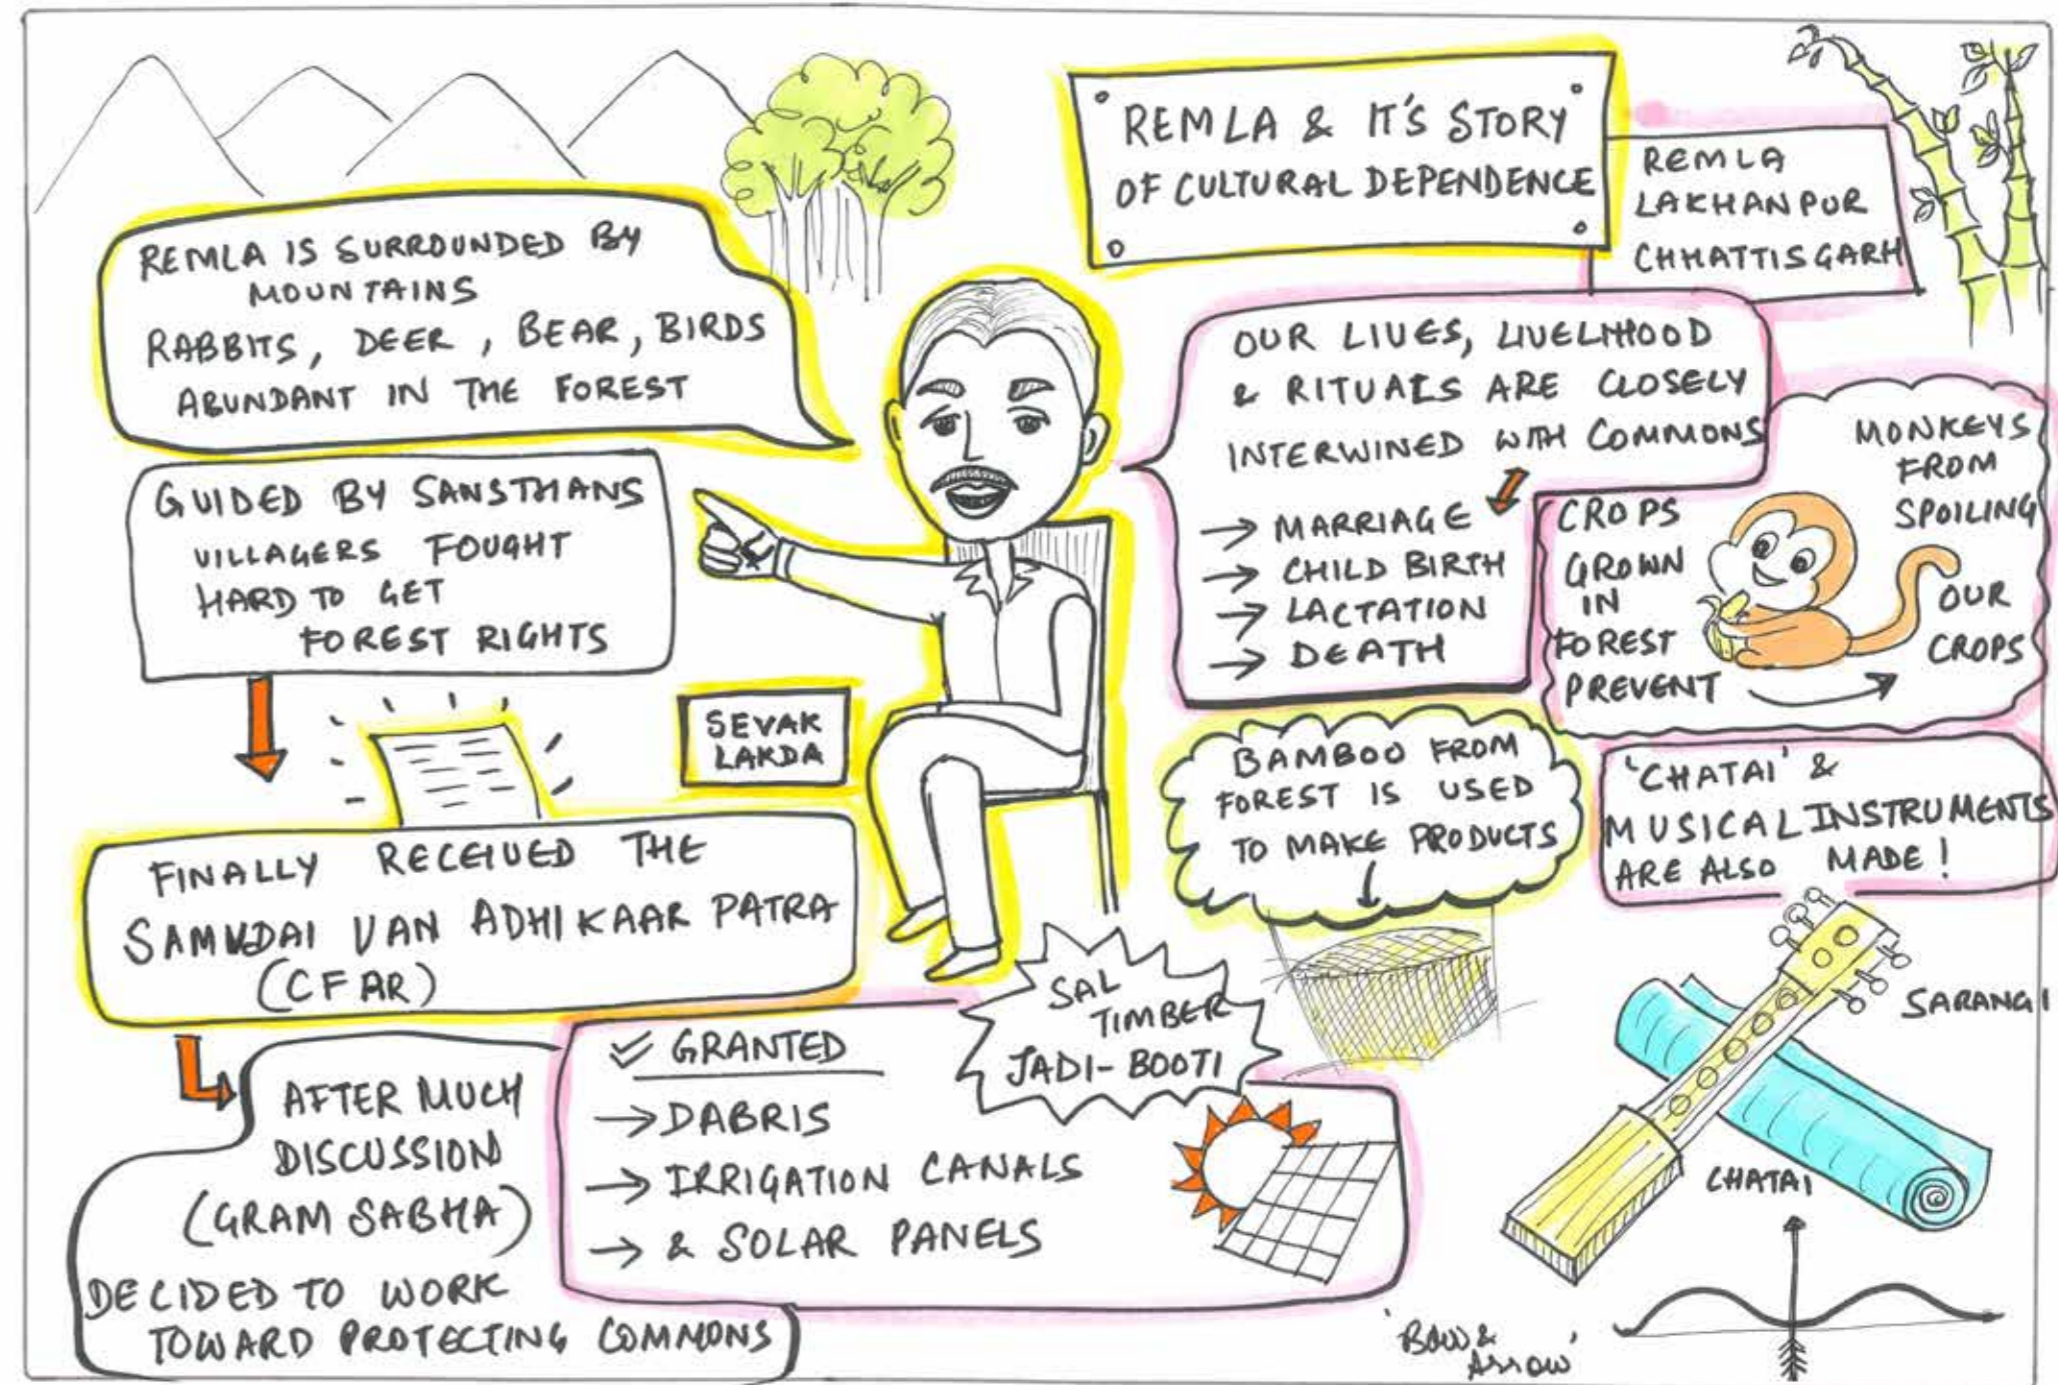 REMLA & IT'S STORY
OF CULTURAL DEPENDENCE
REMLA
LAKHANPUR
CHHATTISGARH
REMLA IS SURROUNDED BY
MOUNTAINS
RABBITS, DEER, BEAR, BIRDS
ABUNDANT IN THE FOREST
GUIDED BY SANSTHANS
VILLAGERS FOUGHT
HARD TO GET
FOREST RIGHTS
SEVAK
LAKDA
FINALLY RECEIVED THE
SAMUDAI VAN ADHIKAAR PATRA
(CFAR)
AFTER MUCH
DISCUSSION
(GRAM SABHA)
DECIDED TO WORK
TOWARD PROTECTING COMMONS
GRANTED
→ DABRIS
→ IRRIGATION CANALS
→ & SOLAR PANELS
SAL
TIMBER
JADI-BOOTI
OUR LIVES, LIVELIHOOD
& RITUALS ARE CLOSELY
INTERWINED WITH COMMONS
→ MARRIAGE
→ CHILD BIRTH
→ LACTATION
→ DEATH
CROPS
GROWN
IN
FOREST
PREVENT
MONKEYS
FROM
SPOILING
OUR
CROPS
BAMBOO FROM
FOREST IS USED
TO MAKE PRODUCTS
'CHATAI' &
MUSICAL INSTRUMENTS
ARE ALSO MADE!
SARANGI
CHATAI
'BOW &
ARROW'